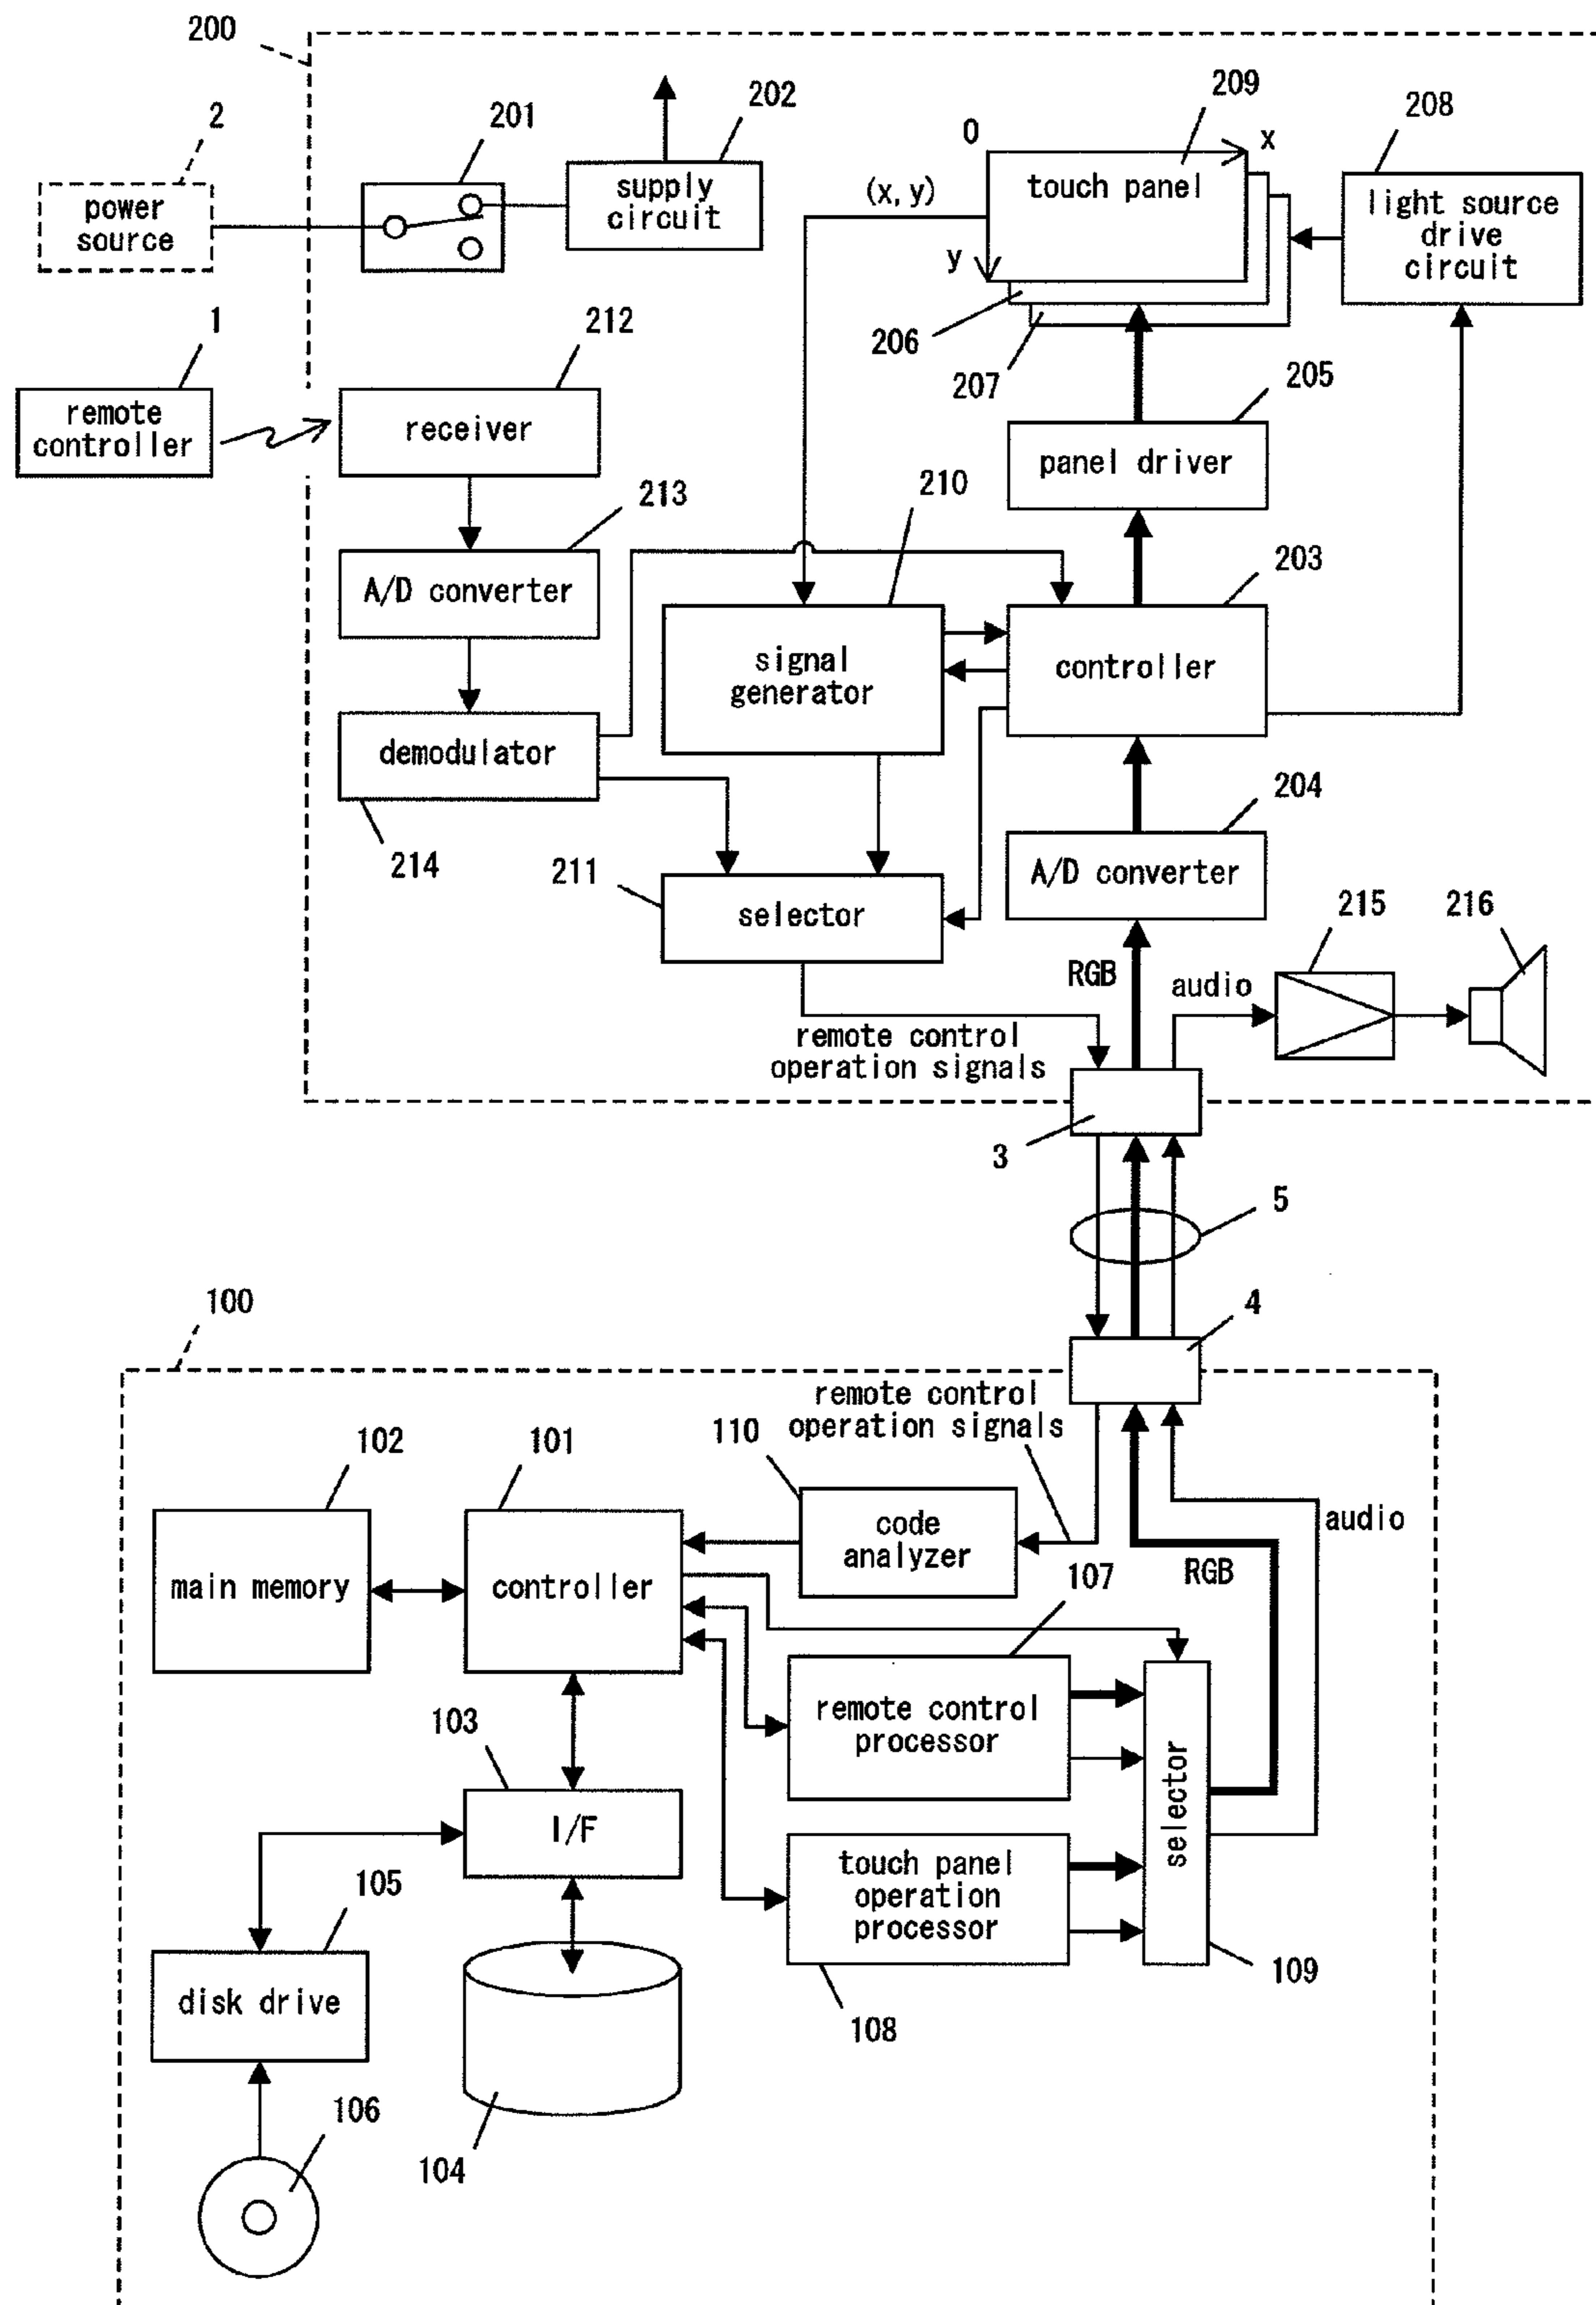 200
2
power
source
201
202
supply
circuit
209
208
0
x
touch panel
(x, y)
y
light source
drive
circuit
206
207
1
remote
controller
212
receiver
205
panel driver
213
A/D converter
210
signal
generator
203
controller
demodulator
214
204
A/D converter
211
selector
RGB
audio
215
216
remote control
operation signals
3
5
100
4
remote control
operation signals
110
102
101
main memory
controller
code
analyzer
107
RGB
audio
remote control
processor
103
I/F
selector
touch panel
operation
processor
105
disk drive
109
108
106
104